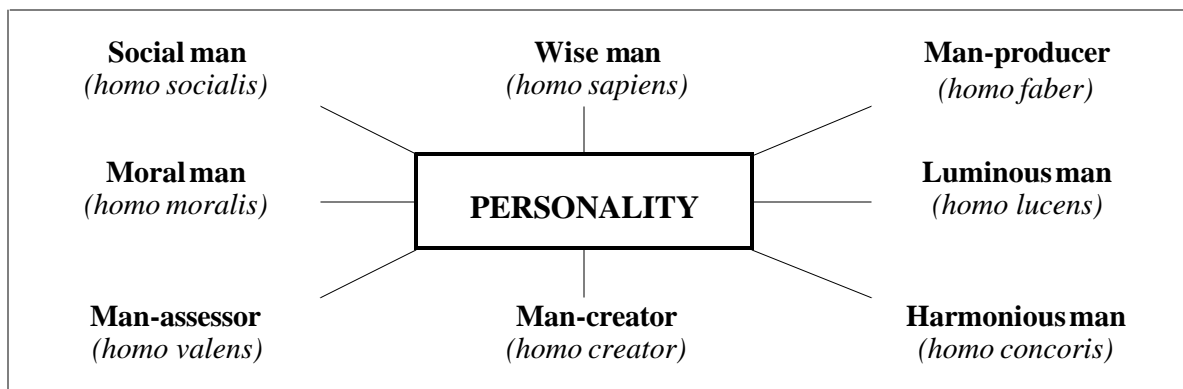 Social man
(homo socialis)
Wise man
(homo sapiens)
Man-producer
(homo faber)
Moral man
(homo moralis)
PERSONALITY
Luminous man
(homo lucens)
Man-assessor
(homo valens)
Man-creator
(homo creator)
Harmonious man
(homo concoris)